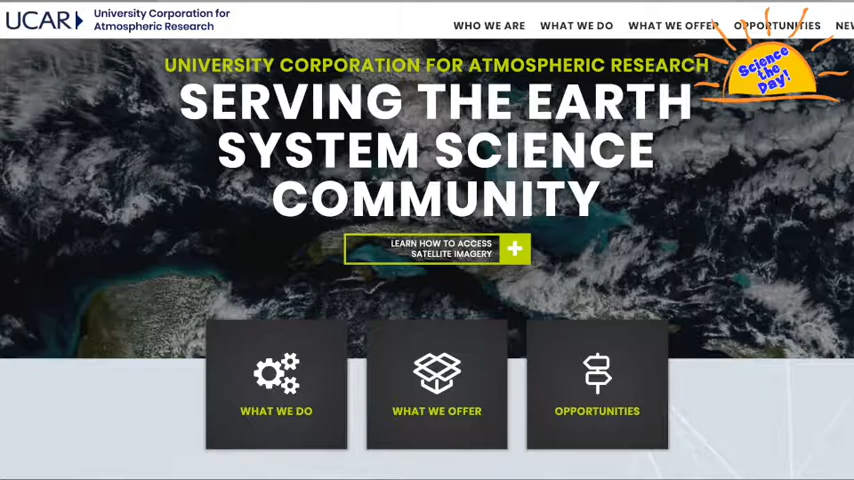 UCAR
University Corporation for
Atmospheric Research
WHO WE ARE
WHAT WE DO
WHAT WE OFFER
OPPORTUNITIES
Science
the
Day!
UNIVERSITY CORPORATION FOR ATMOSPHERIC RESEARCH
SERVING THE EARTH
SYSTEM SCIENCE
COMMUNITY
LEARN HOW TO ACCESS
SATELLITE IMAGERY
WHAT WE DO
WHAT WE OFFER
OPPORTUNITIES